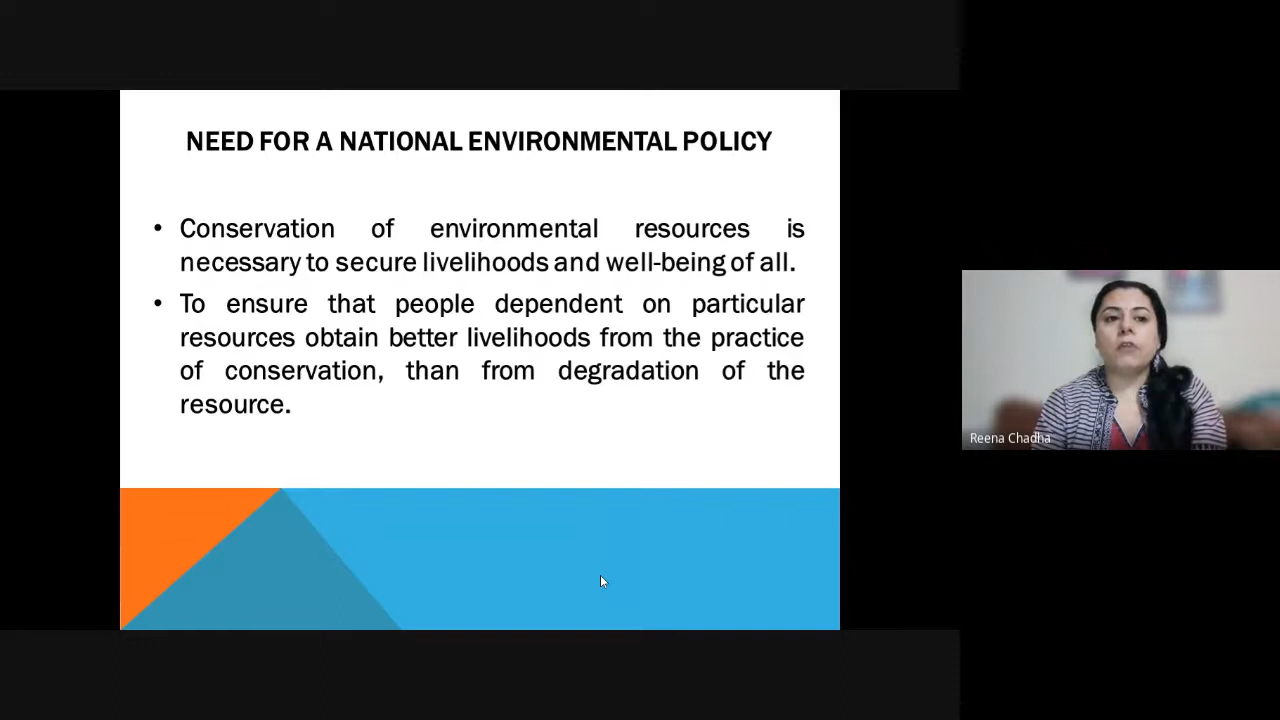 NEED FOR A NATIONAL ENVIRONMENTAL POLICY
• Conservation of environmental resources is
necessary to secure livelihoods and well-being of all.
• To ensure that people dependent on particular
resources obtain better livelihoods from the practice
of conservation, than from degradation of the
resource.
Reena Chadha